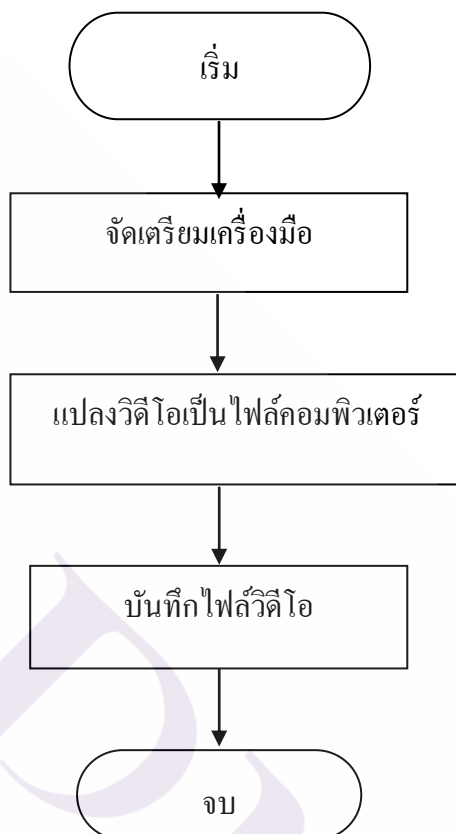 เริ่ม
จัดเตรียมเครื่องมือ
แปลงวิดีโอเป็นไฟล์คอมพิวเตอร์
บันทึกไฟล์วิดีโอ
จบ